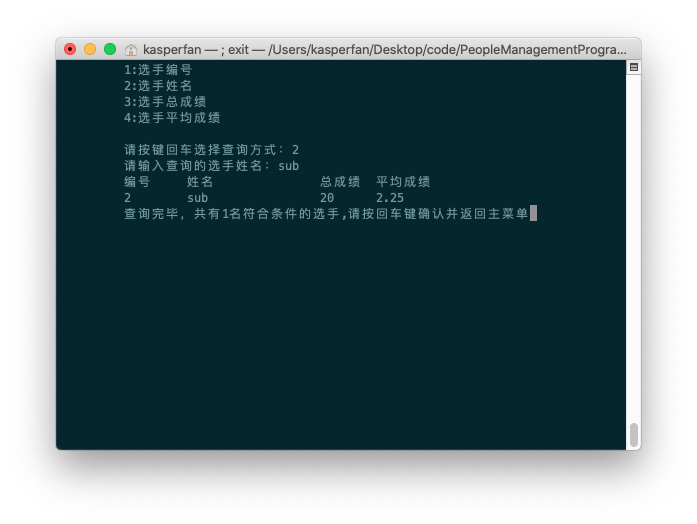 kasperfan — ; exit — /Users/kasperfan/Desktop/code/PeopleManagementProgra...
1:选手编号
2:选手姓名
3:选手总成绩
4:选手平均成绩
请按键回车选择查询方式: 2
请输入查询的选手姓名: sub
编号 姓名 总成绩 平均成绩
2 sub 20 2.25
查询完毕, 共有1名符合条件的选手,请按回车键确认并返回主菜单